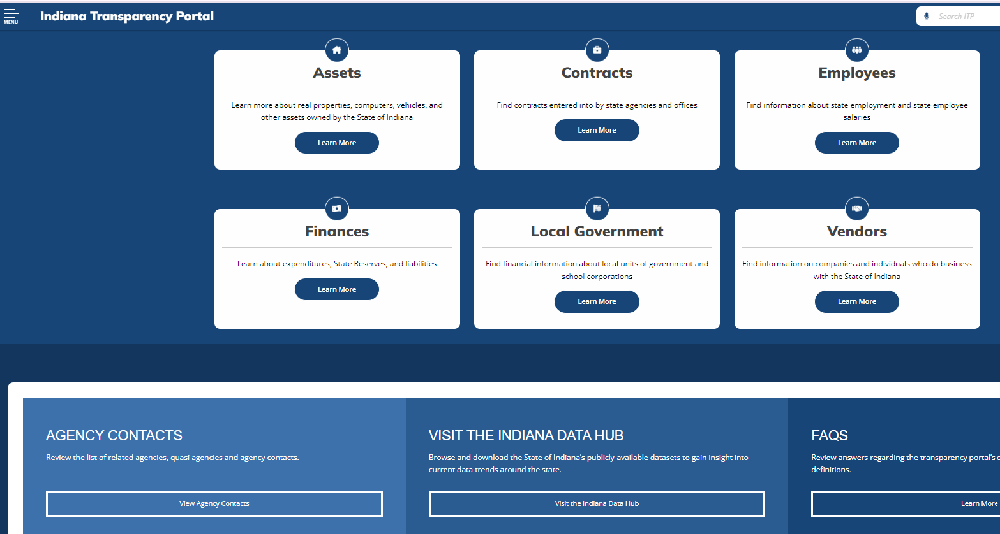 MENU
Indiana Transparency Portal
Search ITP
Assets
Learn more about real properties, computers, vehicles, and
other assets owned by the State of Indiana
Learn More
Contracts
Find contracts entered into by state agencies and offices
Learn More
Employees
Find information about state employment and state employee
salaries
Learn More
Finances
Learn about expenditures, State Reserves, and liabilities
Learn More
Local Government
Find financial information about local units of government and
school corporations
Learn More
Vendors
Find information on companies and individuals who do business
with the State of Indiana
Learn More
AGENCY CONTACTS
Review the list of related agencies, quasi agencies and agency contacts.
View Agency Contacts
VISIT THE INDIANA DATA HUB
Browse and download the State of Indiana's publicly-available datasets to gain insight into
current data trends around the state.
Visit the Indiana Data Hub
FAQS
Review answers regarding the transparency portal's
definitions.
Learn More